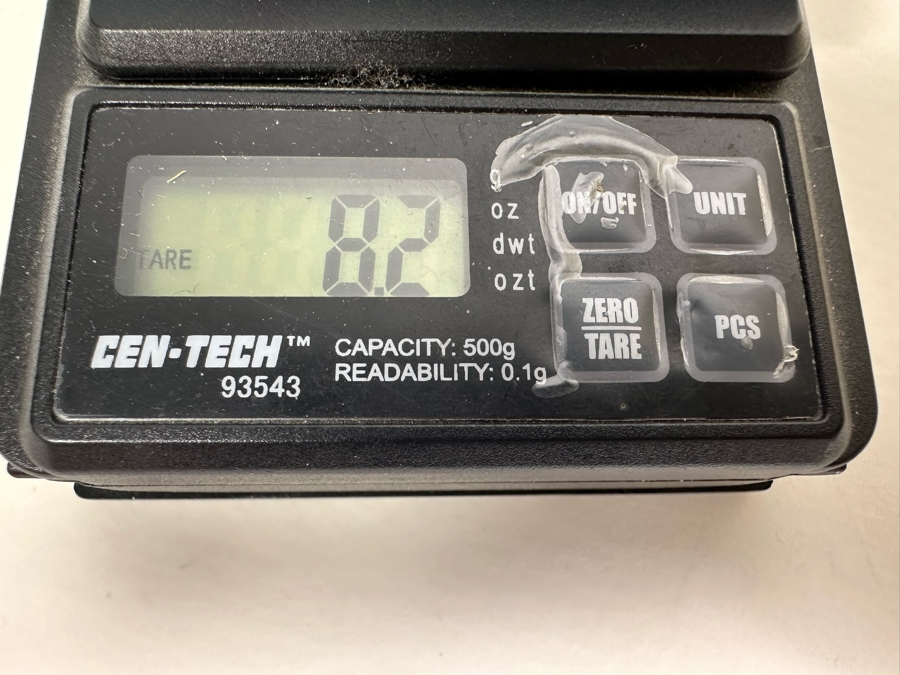 8.2
TARE
g
oz
dwt
ozt
ON/OFF
UNIT
ZERO
TARE
PCS
CEN-TECH™
93543
CAPACITY: 500g
READABILITY: 0.1g